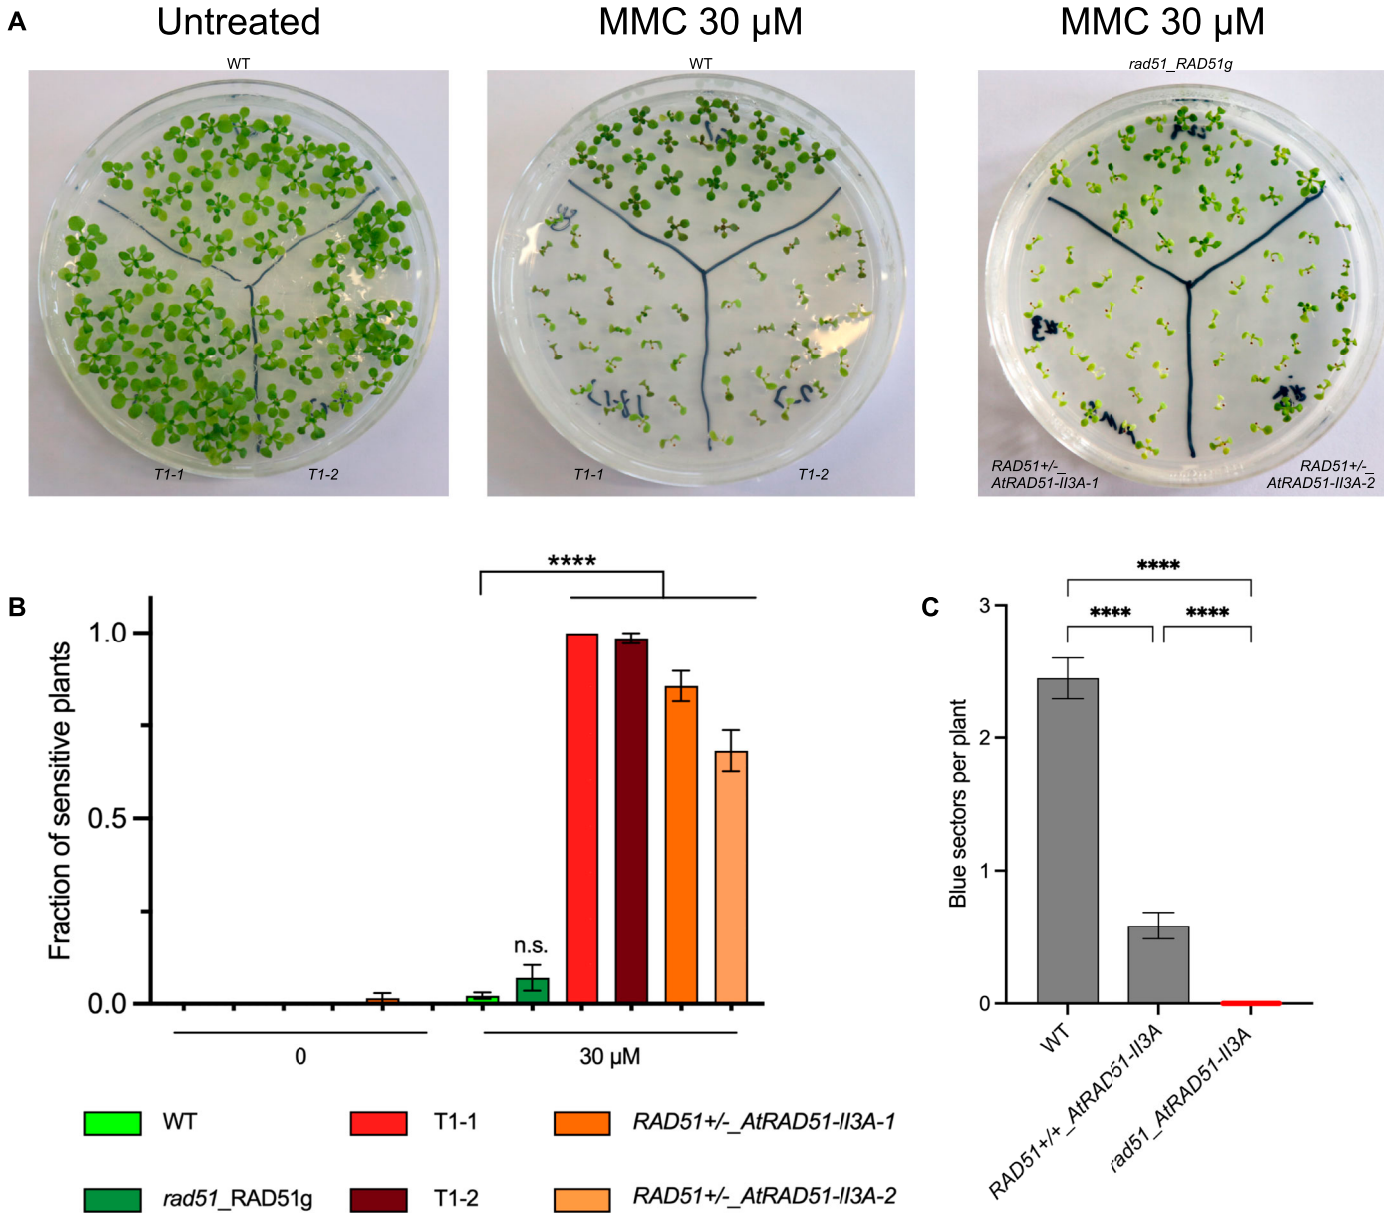 A
Untreated
MMC 30 µM
MMC 30 µM
WT
WT
rad51_RAD51g
T1-1
T1-2
T1-1
T1-2
RAD51+/-_
AtRAD51-II3A-1
RAD51+/-_
AtRAD51-II3A-2
B
****
Fraction of sensitive plants
1.0
0.5
0.0
n.s.
0
30 µM
WT
T1-1
RAD51+/-_AtRAD51-II3A-1
rad51_RAD51g
T1-2
RAD51+/-_AtRAD51-II3A-2
C
****
****
****
Blue sectors per plant
3
2
1
0
WT
RAD51+/+_AtRAD51-II3A
rad51_AtRAD51-II3A